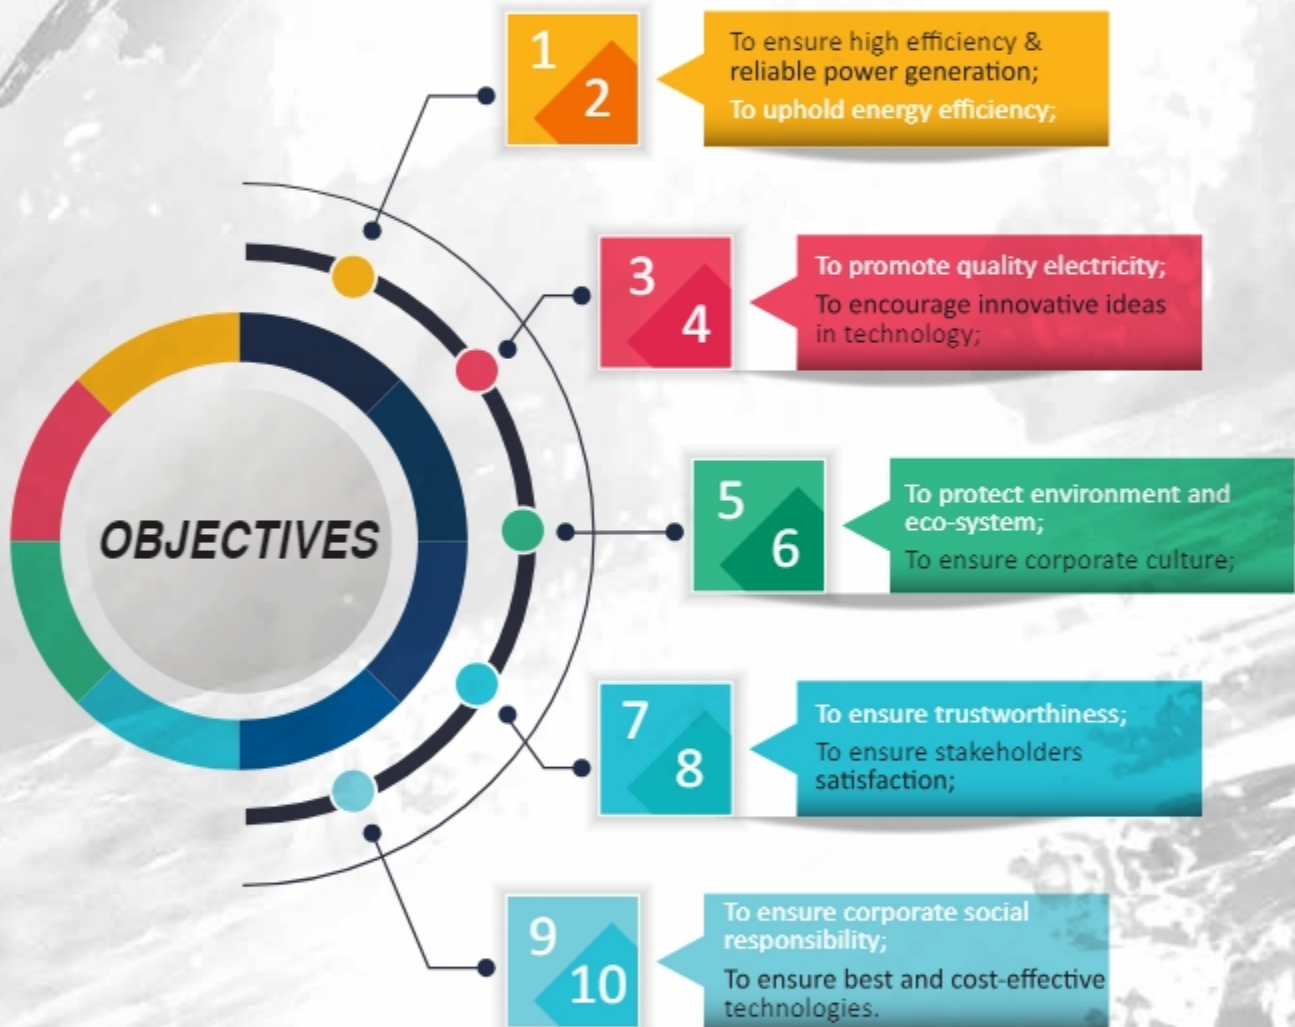 1
2
To ensure high efficiency &
reliable power generation;
To uphold energy efficiency;
3
4
To promote quality electricity;
To encourage innovative ideas
in technology;
OBJECTIVES
5
6
To protect environment and
eco-system;
To ensure corporate culture;
7
8
To ensure trustworthiness;
To ensure stakeholders
satisfaction;
9
10
To ensure corporate social
responsibility;
To ensure best and cost-effective
technologies.